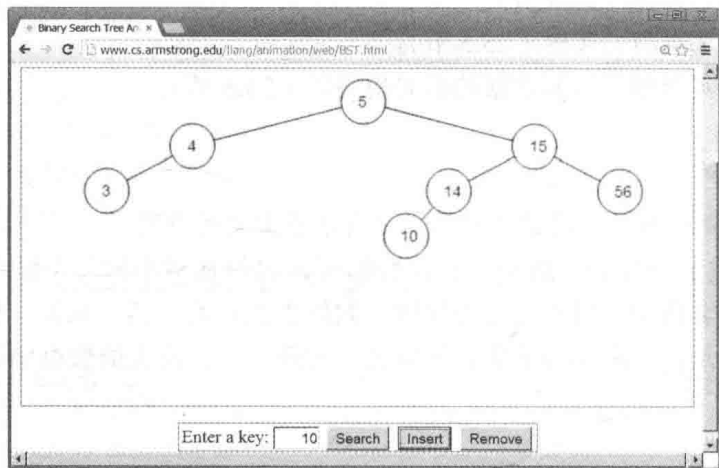 Binary Search Tree An
www.cs.armstrong.edu/liang/animation/web/BST.html
5
4 15
3 14 56
10
Enter a key: 10 Search Insert Remove